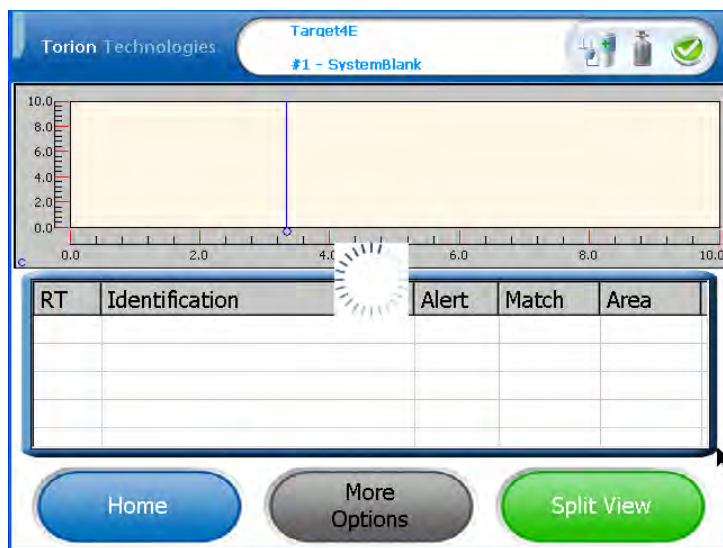 Torion Technologies
Target4E
#1 - SystemBlank
10.0
8.0
6.0
4.0
2.0
0.0
0.0 2.0 4.0 6.0 8.0 10.0
C
RT Identification Alert Match Area
Home
More
Options
Split View